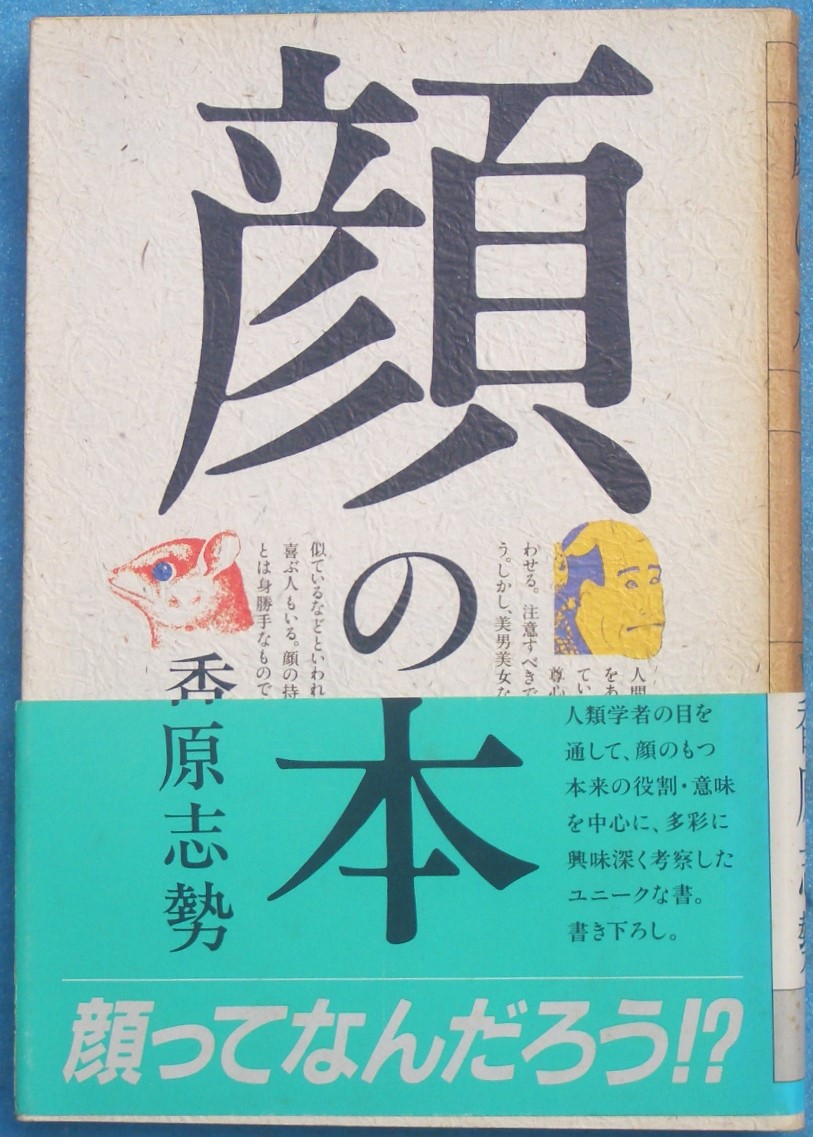 顔
の
本
香原志勢
わせる。注意すべきで
う。しかし、美男美女な
似ているなどといわれ
喜ぶ人もいる。顔の持
とは身勝手なもので
人間
をあ
てい
尊心
人類学者の目を
通して、顔のもつ
本来の役割・意味
を中心に、多彩に
興味深く考察した
ユニークな書。
書き下ろし。
顔ってなんだろう!?